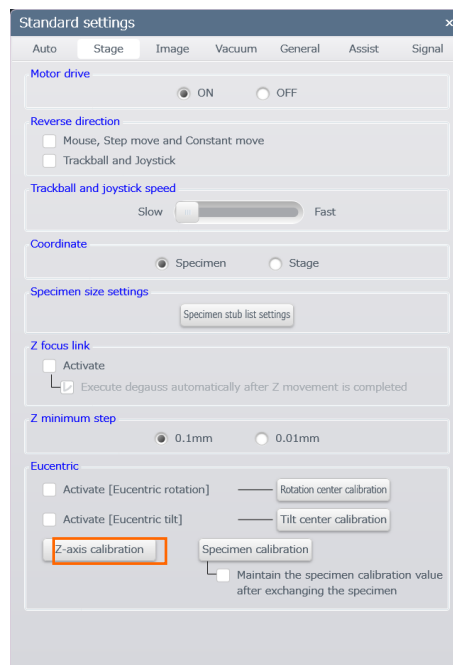 Standard settings ×
Auto Stage Image Vacuum General Assist Signal
Motor drive
ON OFF
Reverse direction
Mouse, Step move and Constant move
Trackball and Joystick
Trackball and joystick speed
Slow Fast
Coordinate
Specimen Stage
Specimen size settings
Specimen stub list settings
Z focus link
Activate
Execute degauss automatically after Z movement is completed
Z minimum step
0.1mm 0.01mm
Eucentric
Activate [Eucentric rotation] Rotation center calibration
Activate [Eucentric tilt] Tilt center calibration
Z-axis calibration Specimen calibration
Maintain the specimen calibration value
after exchanging the specimen